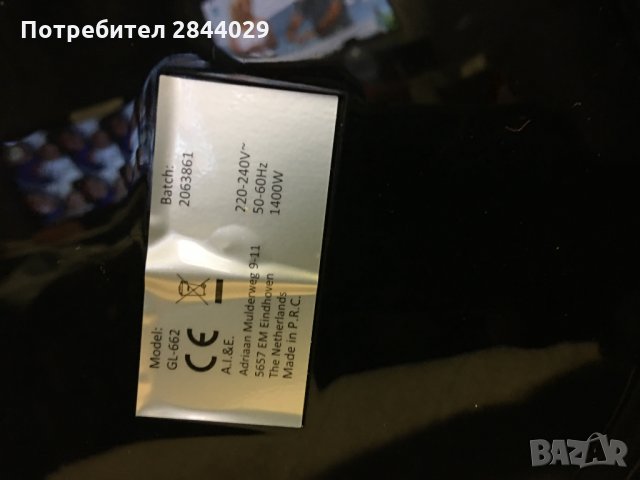 Потребител 2844029
Model:
GL-662
Batch:
2063861
CE
A.I.&E.
Adriaan Mulderweg 9-11
5657 EM Eindhoven
The Netherlands
Made in P.R.C.
220-240V~
50-60Hz
1400W
BAZAR